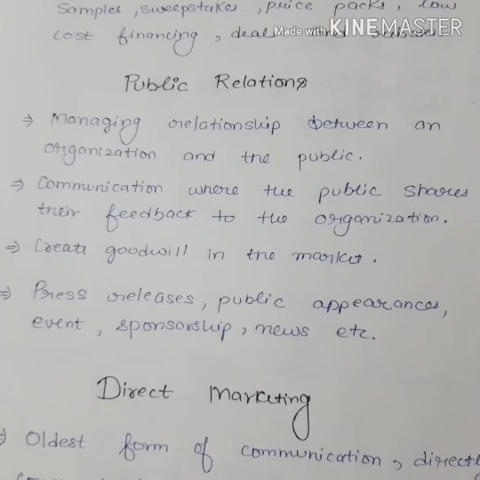 samples, sweepstakes, price packs, low
cost financing, deal
Made with KINEMASTER
Public Relations
⇒ Managing relationship between an
organization and the public.
⇒ Communication where the public shares
their feedback to the organization.
⇒ Create goodwill in the market.
⇒ Press releases, public appearances,
event, sponsorship, news etc.
Direct Marketing
⇒ Oldest form of communication, directl